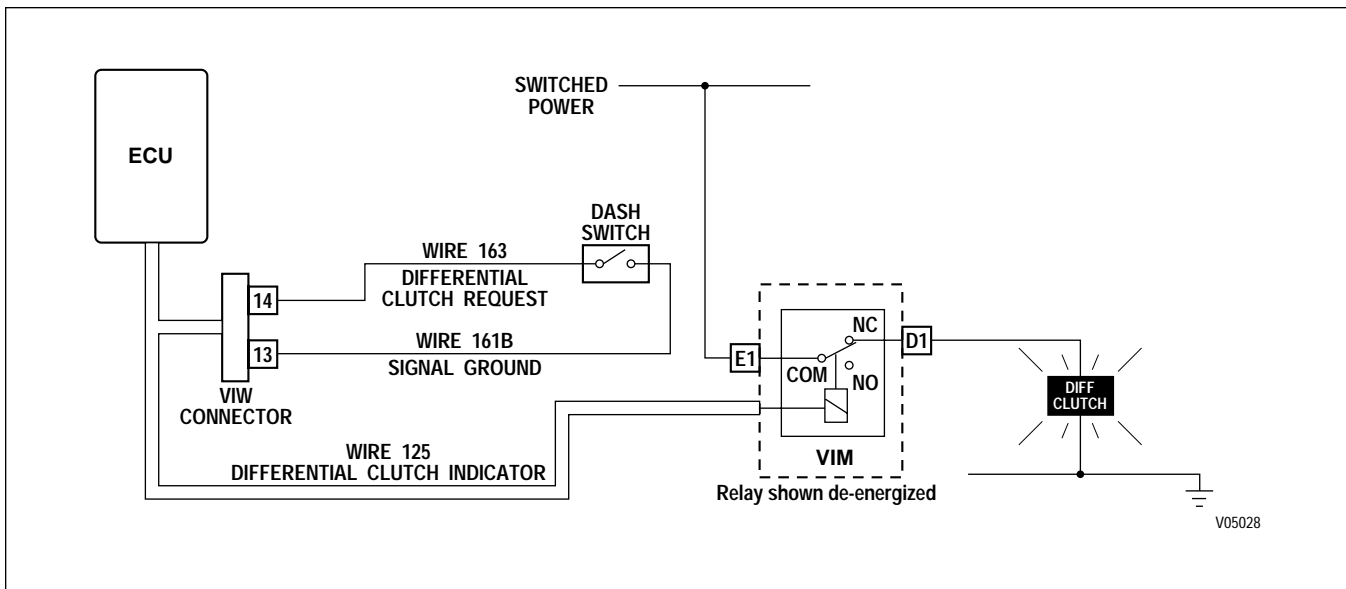 SWITCHED
POWER
ECU
DASH
SWITCH
WIRE 163
DIFFERENTIAL
CLUTCH REQUEST
14
WIRE 161B
SIGNAL GROUND
13
VIW
CONNECTOR
WIRE 125
DIFFERENTIAL CLUTCH INDICATOR
E1
COM
NC
NO
D1
VIM
Relay shown de-energized
DIFF
CLUTCH
V05028